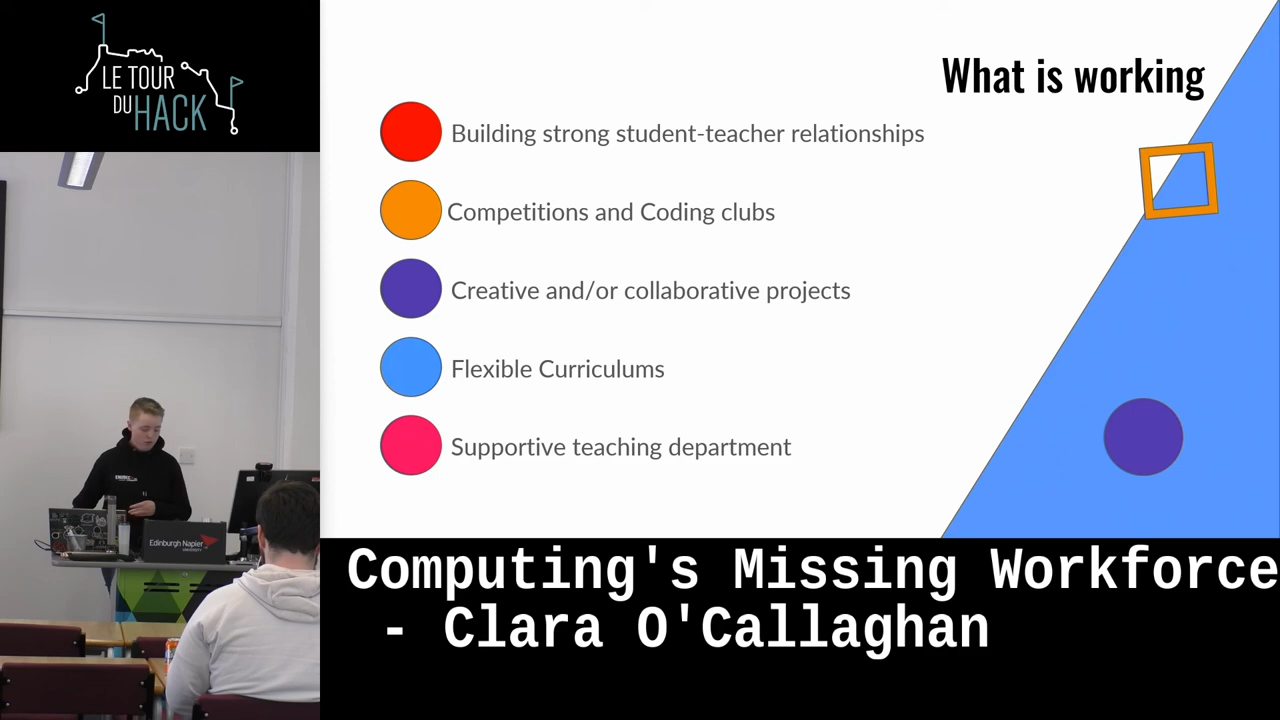 LE TOUR
DU HACK
What is working
Building strong student-teacher relationships
Competitions and Coding clubs
Creative and/or collaborative projects
Flexible Curriculums
Supportive teaching department
Edinburgh Napier
UNIVERSITY
Computing's Missing Workforce
- Clara O'Callaghan